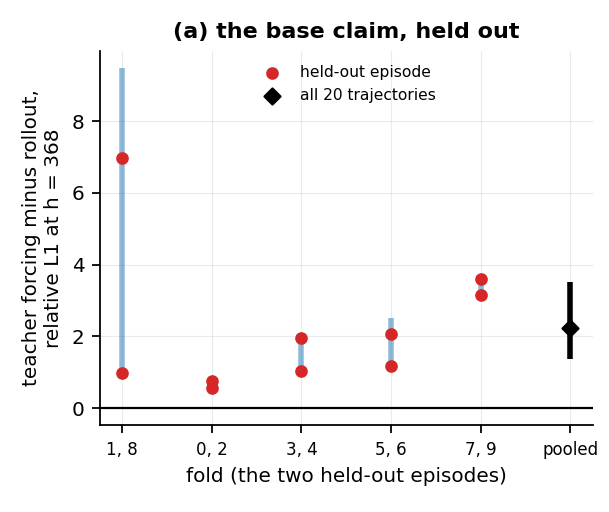 (a) the base claim, held out
held-out episode
all 20 trajectories
teacher forcing minus rollout,
relative L1 at h = 368
8
6
4
2
0
1, 8
0, 2
3, 4
5, 6
7, 9
pooled
fold (the two held-out episodes)